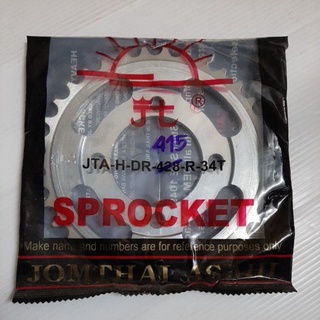 JT ®
415
JTA-H-DR-428-R-34T
SPROCKET
Make name and numbers are for reference purposes only
JOMTHAI ASAHI